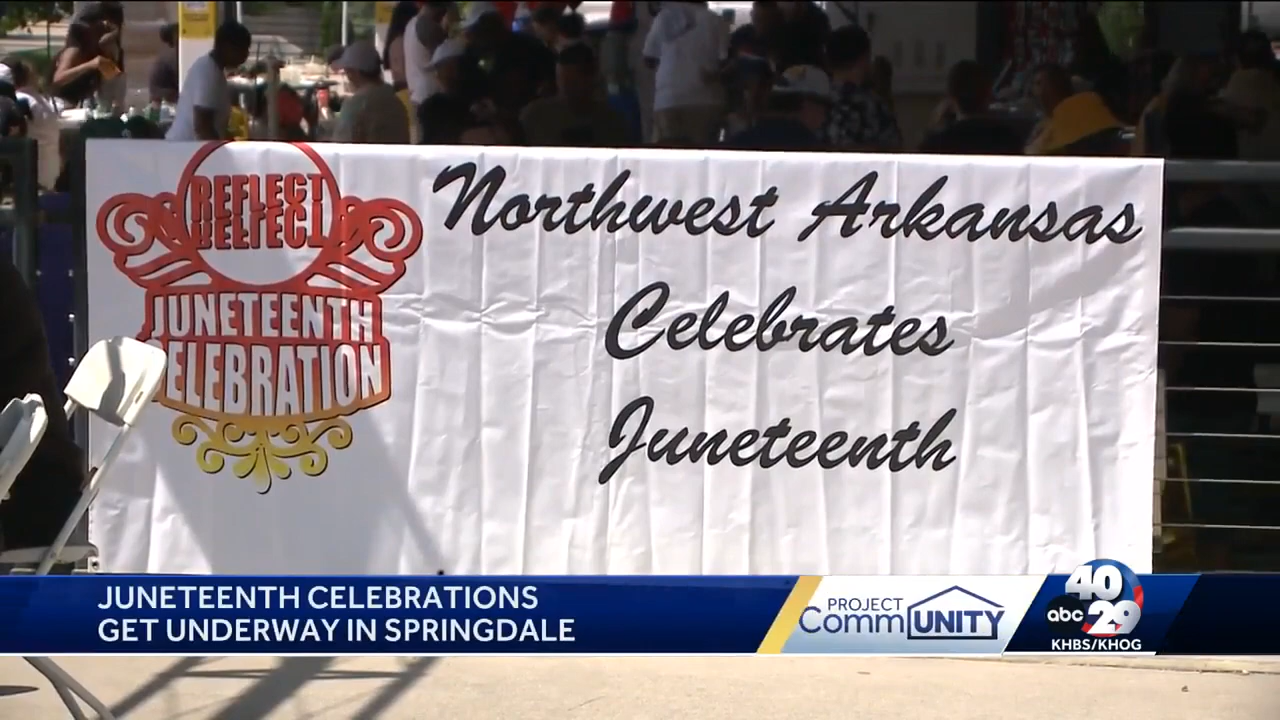 REFLECT
JUNETEENTH
CELEBRATION
Northwest Arkansas
Celebrates
Juneteenth
JUNETEENTH CELEBRATIONS
GET UNDERWAY IN SPRINGDALE
PROJECT
CommUNITY
40
abc 29
KHBS/KHOG